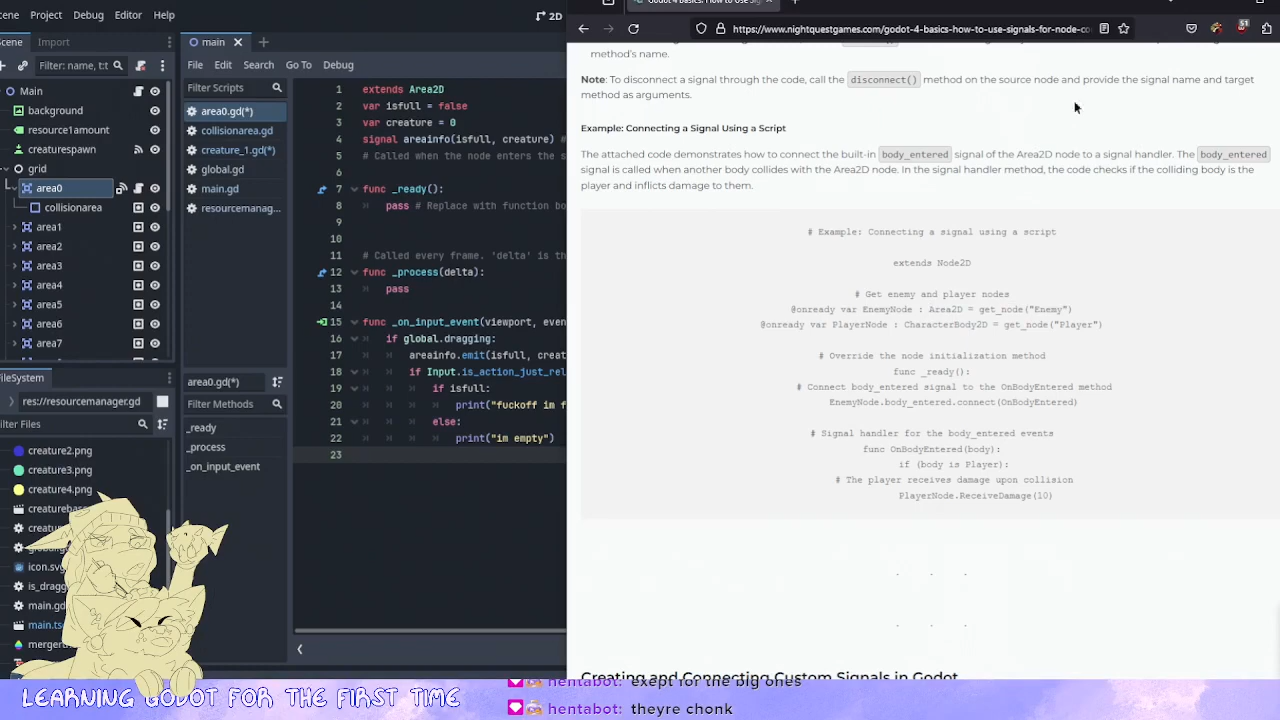 2D
Scene
Import
File
Edit
Search
Go To
Debug
main
Filter: name, t:t
Main
background
resource1amount
creaturespawn
grid
area0
collisionarea
area1
area2
area3
area4
area5
area6
area7
Filter Scripts
area0.gd(*)
collisionarea.gd
creature_1.gd(*)
global.gd
main.gd
resourcemanag...
area0.gd(*)
Filter Methods
_ready
_process
_on_input_event
FileSystem
res://resourcemanager
Filter Files
creature2.png
creature3.png
creature4.png
icon.svg
main.gd
1 extends Area2D
2 var isfull = false
3 var creature = 0
4 signal areainfo(isfull, creature) #
5 # Called when the node enters the s
6
7 func _ready():
8 pass # Replace with function bo
9
10
11 # Called every frame. 'delta' is th
12 func _process(delta):
13 pass
14
15 func _on_input_event(viewport, even
16 if global.dragging:
17 areainfo.emit(isfull, creat
18 if Input.is_action_just_rel
19 if isfull:
20 print("fuckoff im f
21 else:
22 print("im empty")
23
https://www.nightquestgames.com/godot-4-basics-how-to-use-signals-for-node-co
method's name.
Note: To disconnect a signal through the code, call the disconnect() method on the source node and provide the signal name and target
method as arguments.
Example: Connecting a Signal Using a Script
The attached code demonstrates how to connect the built-in body_entered signal of the Area2D node to a signal handler. The body_entered
signal is called when another body collides with the Area2D node. In the signal handler method, the code checks if the colliding body is the
player and inflicts damage to them.
# Example: Connecting a signal using a script
extends Node2D
# Get enemy and player nodes
@onready var EnemyNode : Area2D = get_node("Enemy")
@onready var PlayerNode : CharacterBody2D = get_node("Player")
# Override the node initialization method
func _ready():
# Connect body_entered signal to the OnBodyEntered method
EnemyNode.body_entered.connect(OnBodyEntered)
# Signal handler for the body_entered events
func OnBodyEntered(body):
if (body is Player):
# The player receives damage upon collision
PlayerNode.ReceiveDamage(10)
Creating and Connecting Custom Signals in Godot
LAUNDRY LOADING FOR TATTERS TIME
hentabot: except for the big ones
hentabot: theyre chonk